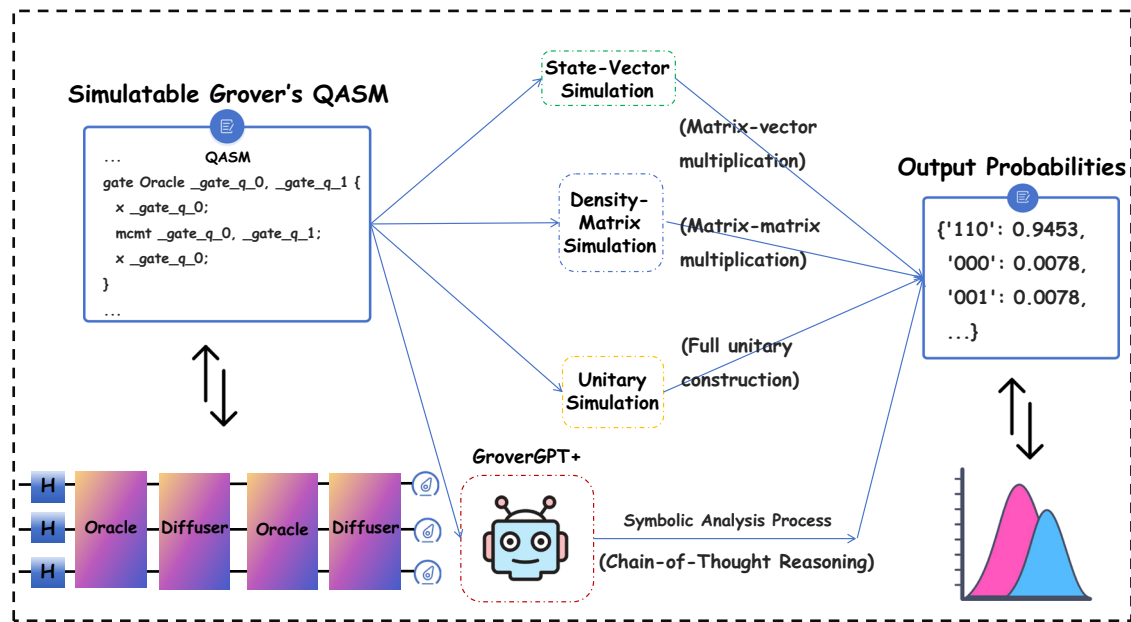 Simulatable Grover's QASM
...
QASM
gate Oracle _gate_q_0, _gate_q_1 {
x _gate_q_0;
mcmt _gate_q_0, _gate_q_1;
x _gate_q_0;
}
...
State-Vector
Simulation
(Matrix-vector
multiplication)
Density-
Matrix
Simulation
(Matrix-matrix
multiplication)
Unitary
Simulation
(Full unitary
construction)
Output Probabilities
{'110': 0.9453,
'000': 0.0078,
'001': 0.0078,
...}
H
H
H
Oracle
Diffuser
Oracle
Diffuser
GroverGPT+
Symbolic Analysis Process
(Chain-of-Thought Reasoning)